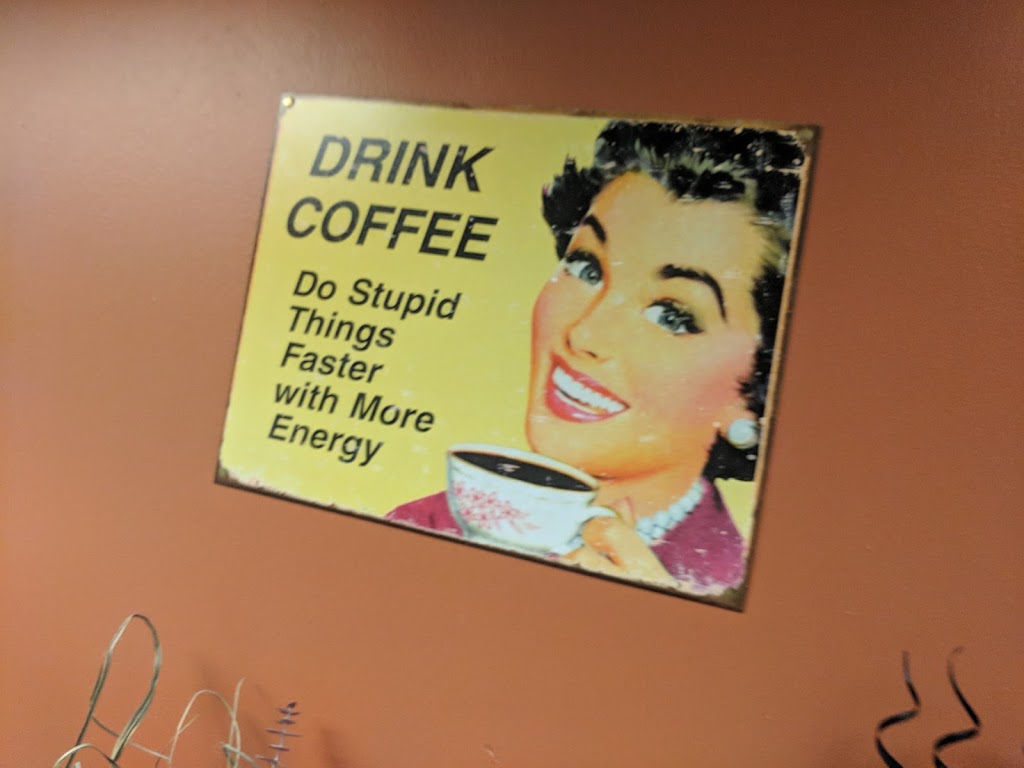 DRINK
COFFEE
Do Stupid
Things
Faster
with More
Energy